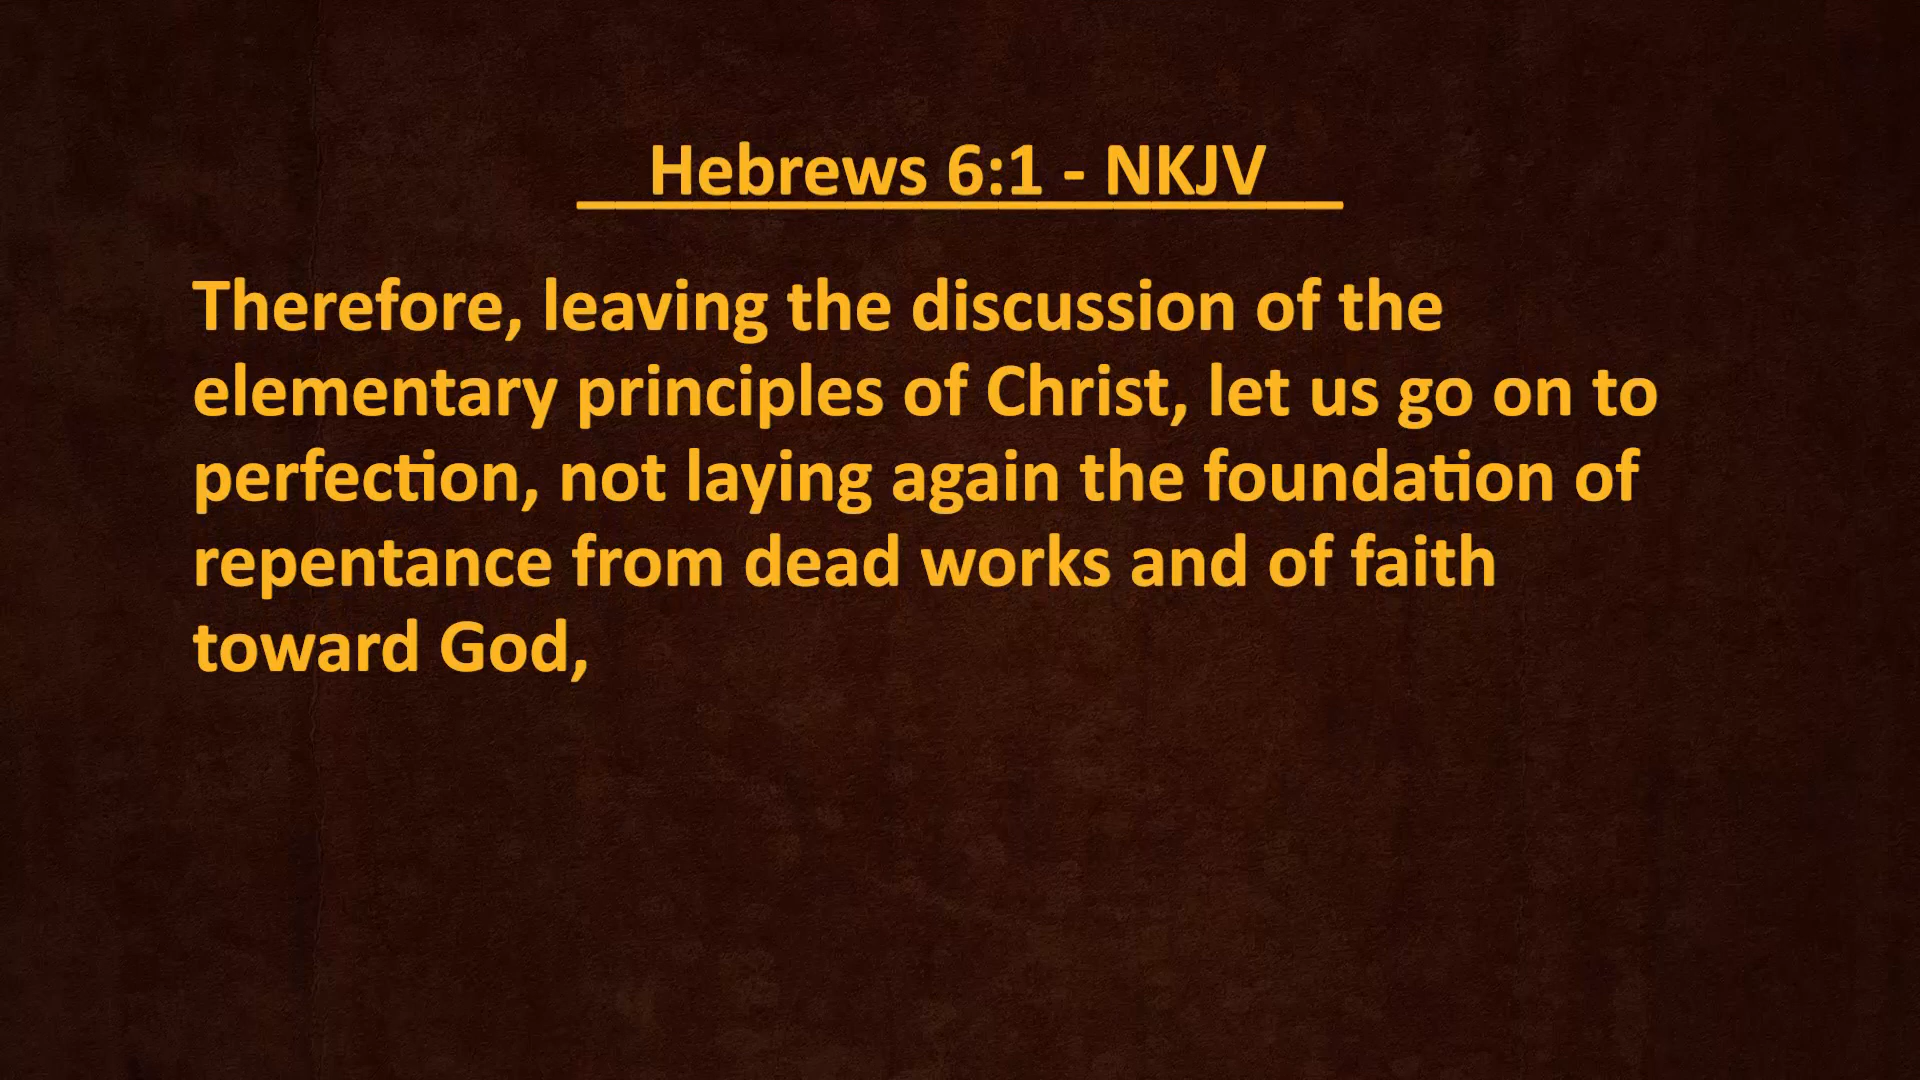 Hebrews 6:1 - NKJV
Therefore, leaving the discussion of the
elementary principles of Christ, let us go on to
perfection, not laying again the foundation of
repentance from dead works and of faith
toward God,